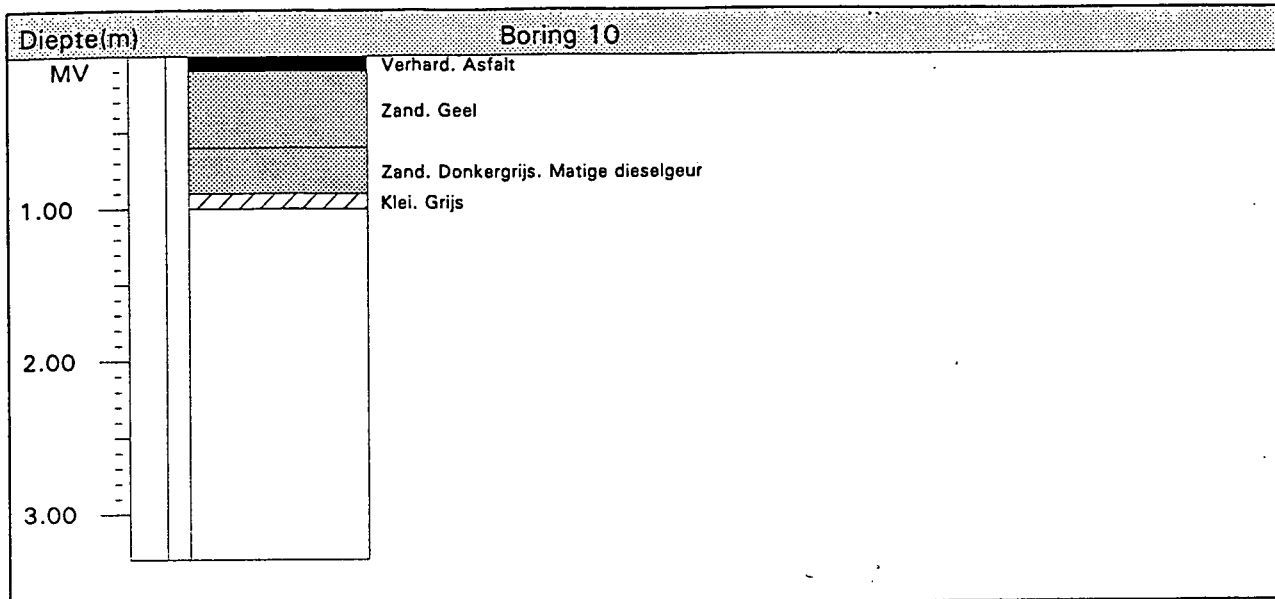 Diepte(m) Boring 10
MV Verhard. Asfalt
Zand. Geel
Zand. Donkergrijs. Matige dieselgeur
1.00 Klei. Grijs
2.00
3.00